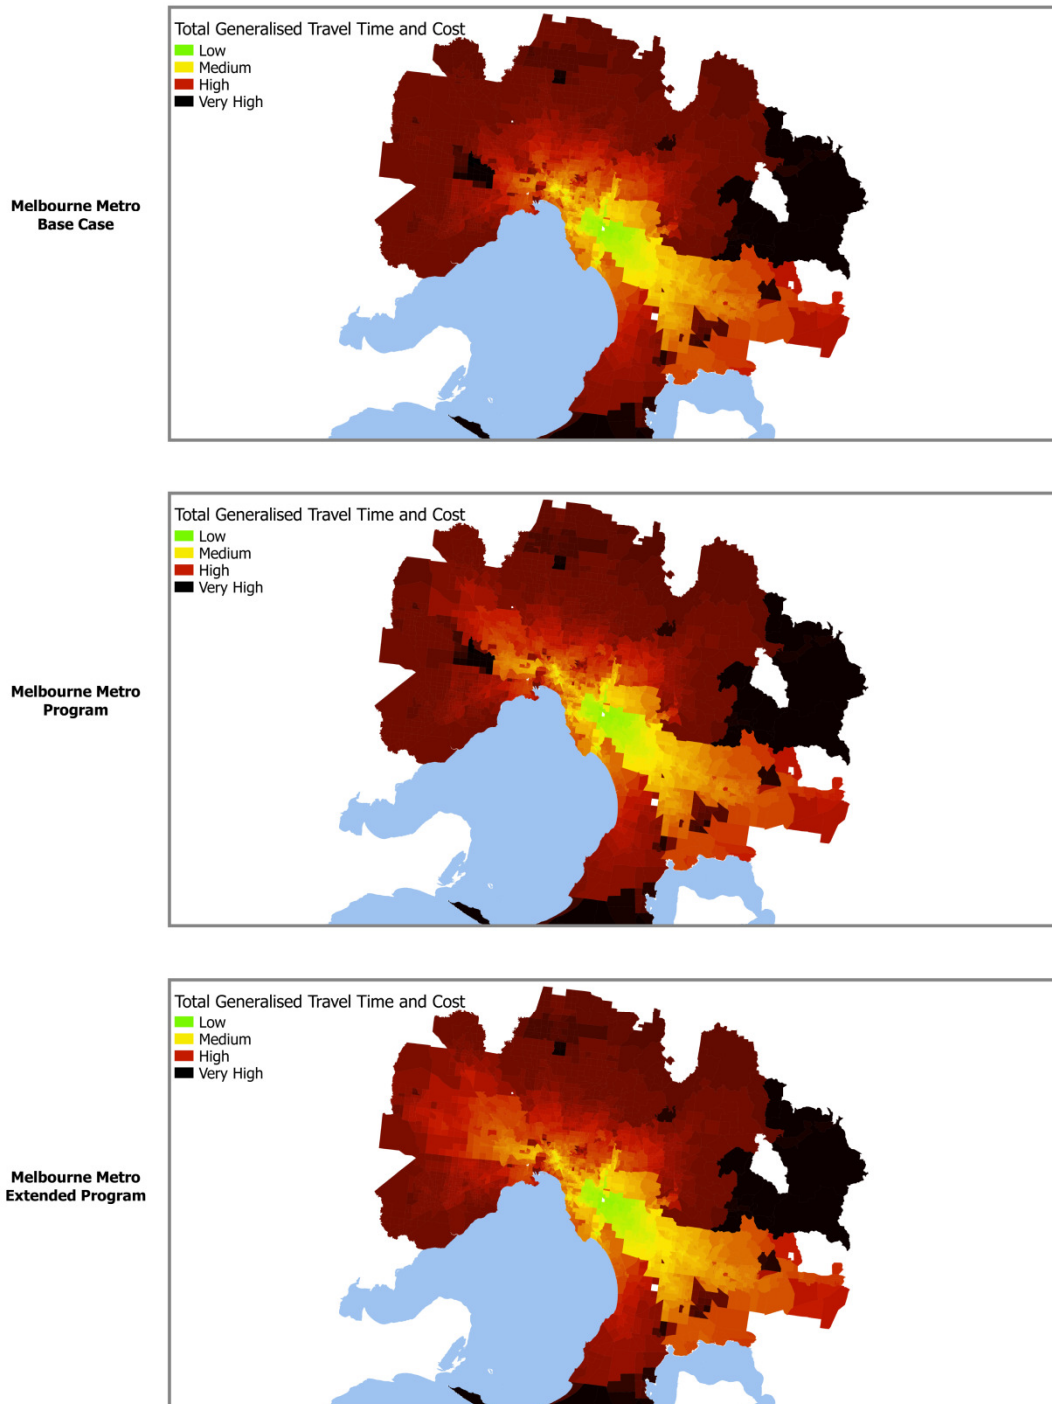 Total Generalised Travel Time and Cost
Low
Medium
High
Very High
Melbourne Metro
Base Case
Total Generalised Travel Time and Cost
Low
Medium
High
Very High
Melbourne Metro
Program
Total Generalised Travel Time and Cost
Low
Medium
High
Very High
Melbourne Metro
Extended Program